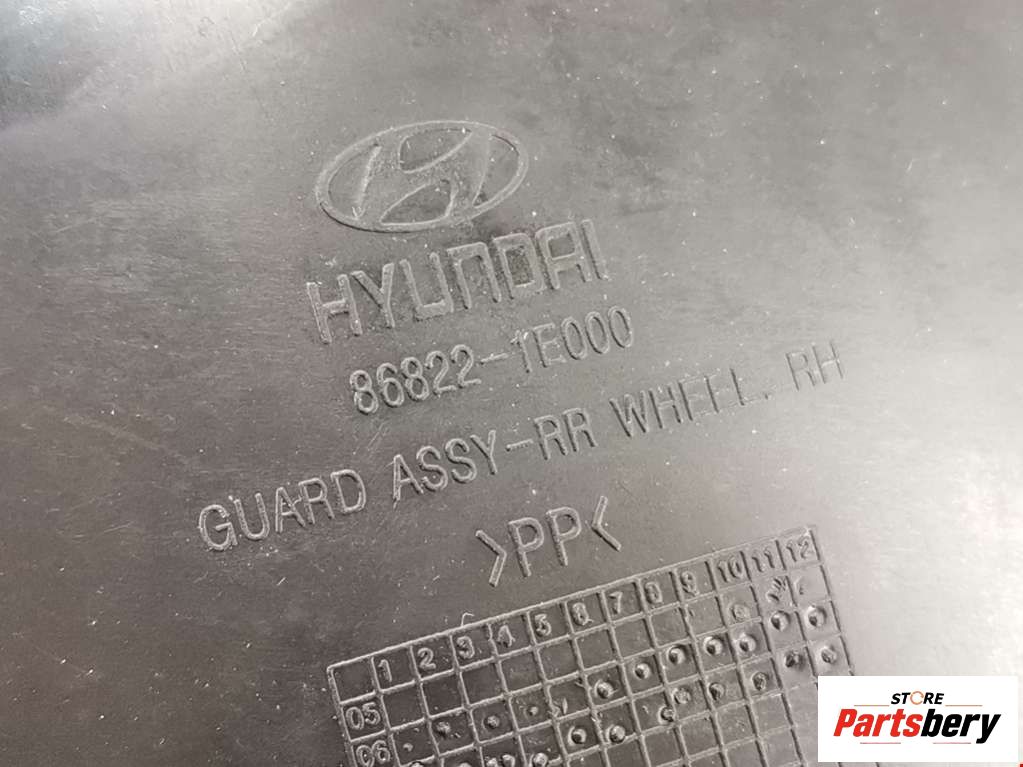 HYUNDAI
86822-1E000
GUARD ASSY-RR WHEEL, RH
>PP<
1 2 3 4 5 6 7 8 9 10 11 12
05
06
STORE
Partsbery